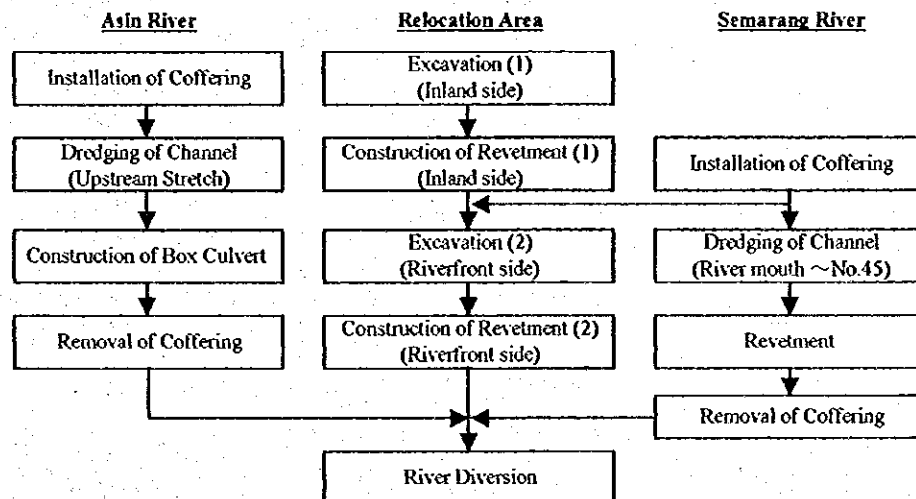 Asin River
Relocation Area
Semarang River
Installation of Coffering
Excavation (1)
(Inland side)
Dredging of Channel
(Upstream Stretch)
Construction of Revetment (1)
(Inland side)
Installation of Coffering
Construction of Box Culvert
Excavation (2)
(Riverfront side)
Dredging of Channel
(River mouth ～No.45)
Removal of Coffering
Construction of Revetment (2)
(Riverfront side)
Revetment
Removal of Coffering
River Diversion